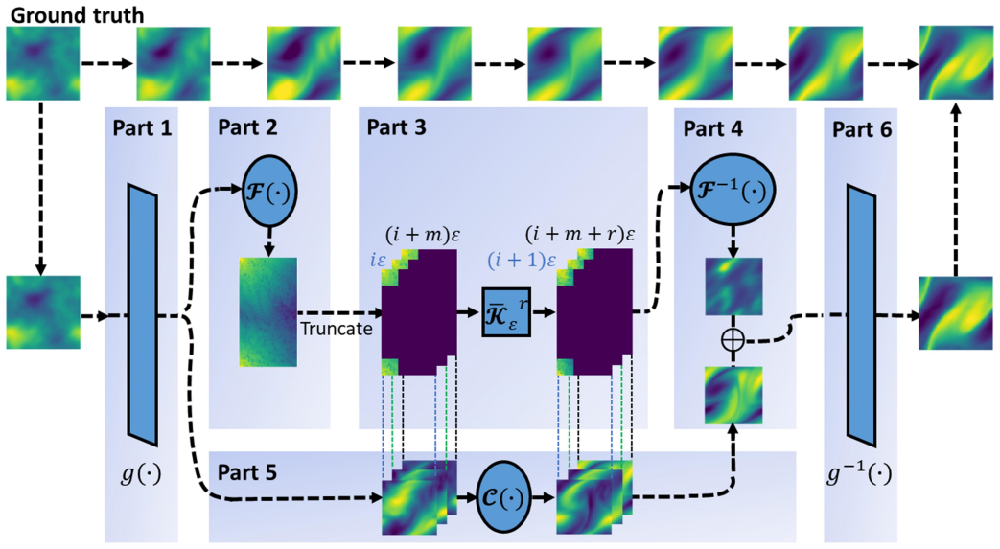 Ground truth
Part 1
Part 2
Part 3
Part 4
Part 6
𝓕(·)
𝓕⁻¹(·)
(i + m)ε
(i + m + r)ε
iε
(i + 1)ε
𝓚̅_ε^r
Truncate
Part 5
g(·)
𝓒(·)
g⁻¹(·)